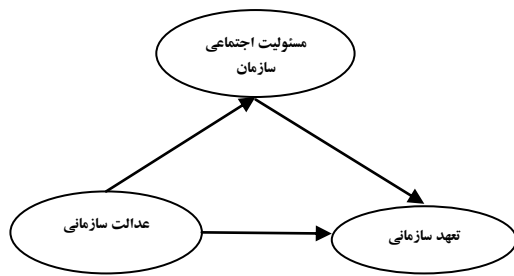 مسئولیت اجتماعی
سازمان
عدالت سازمانی
تعهد سازمانی